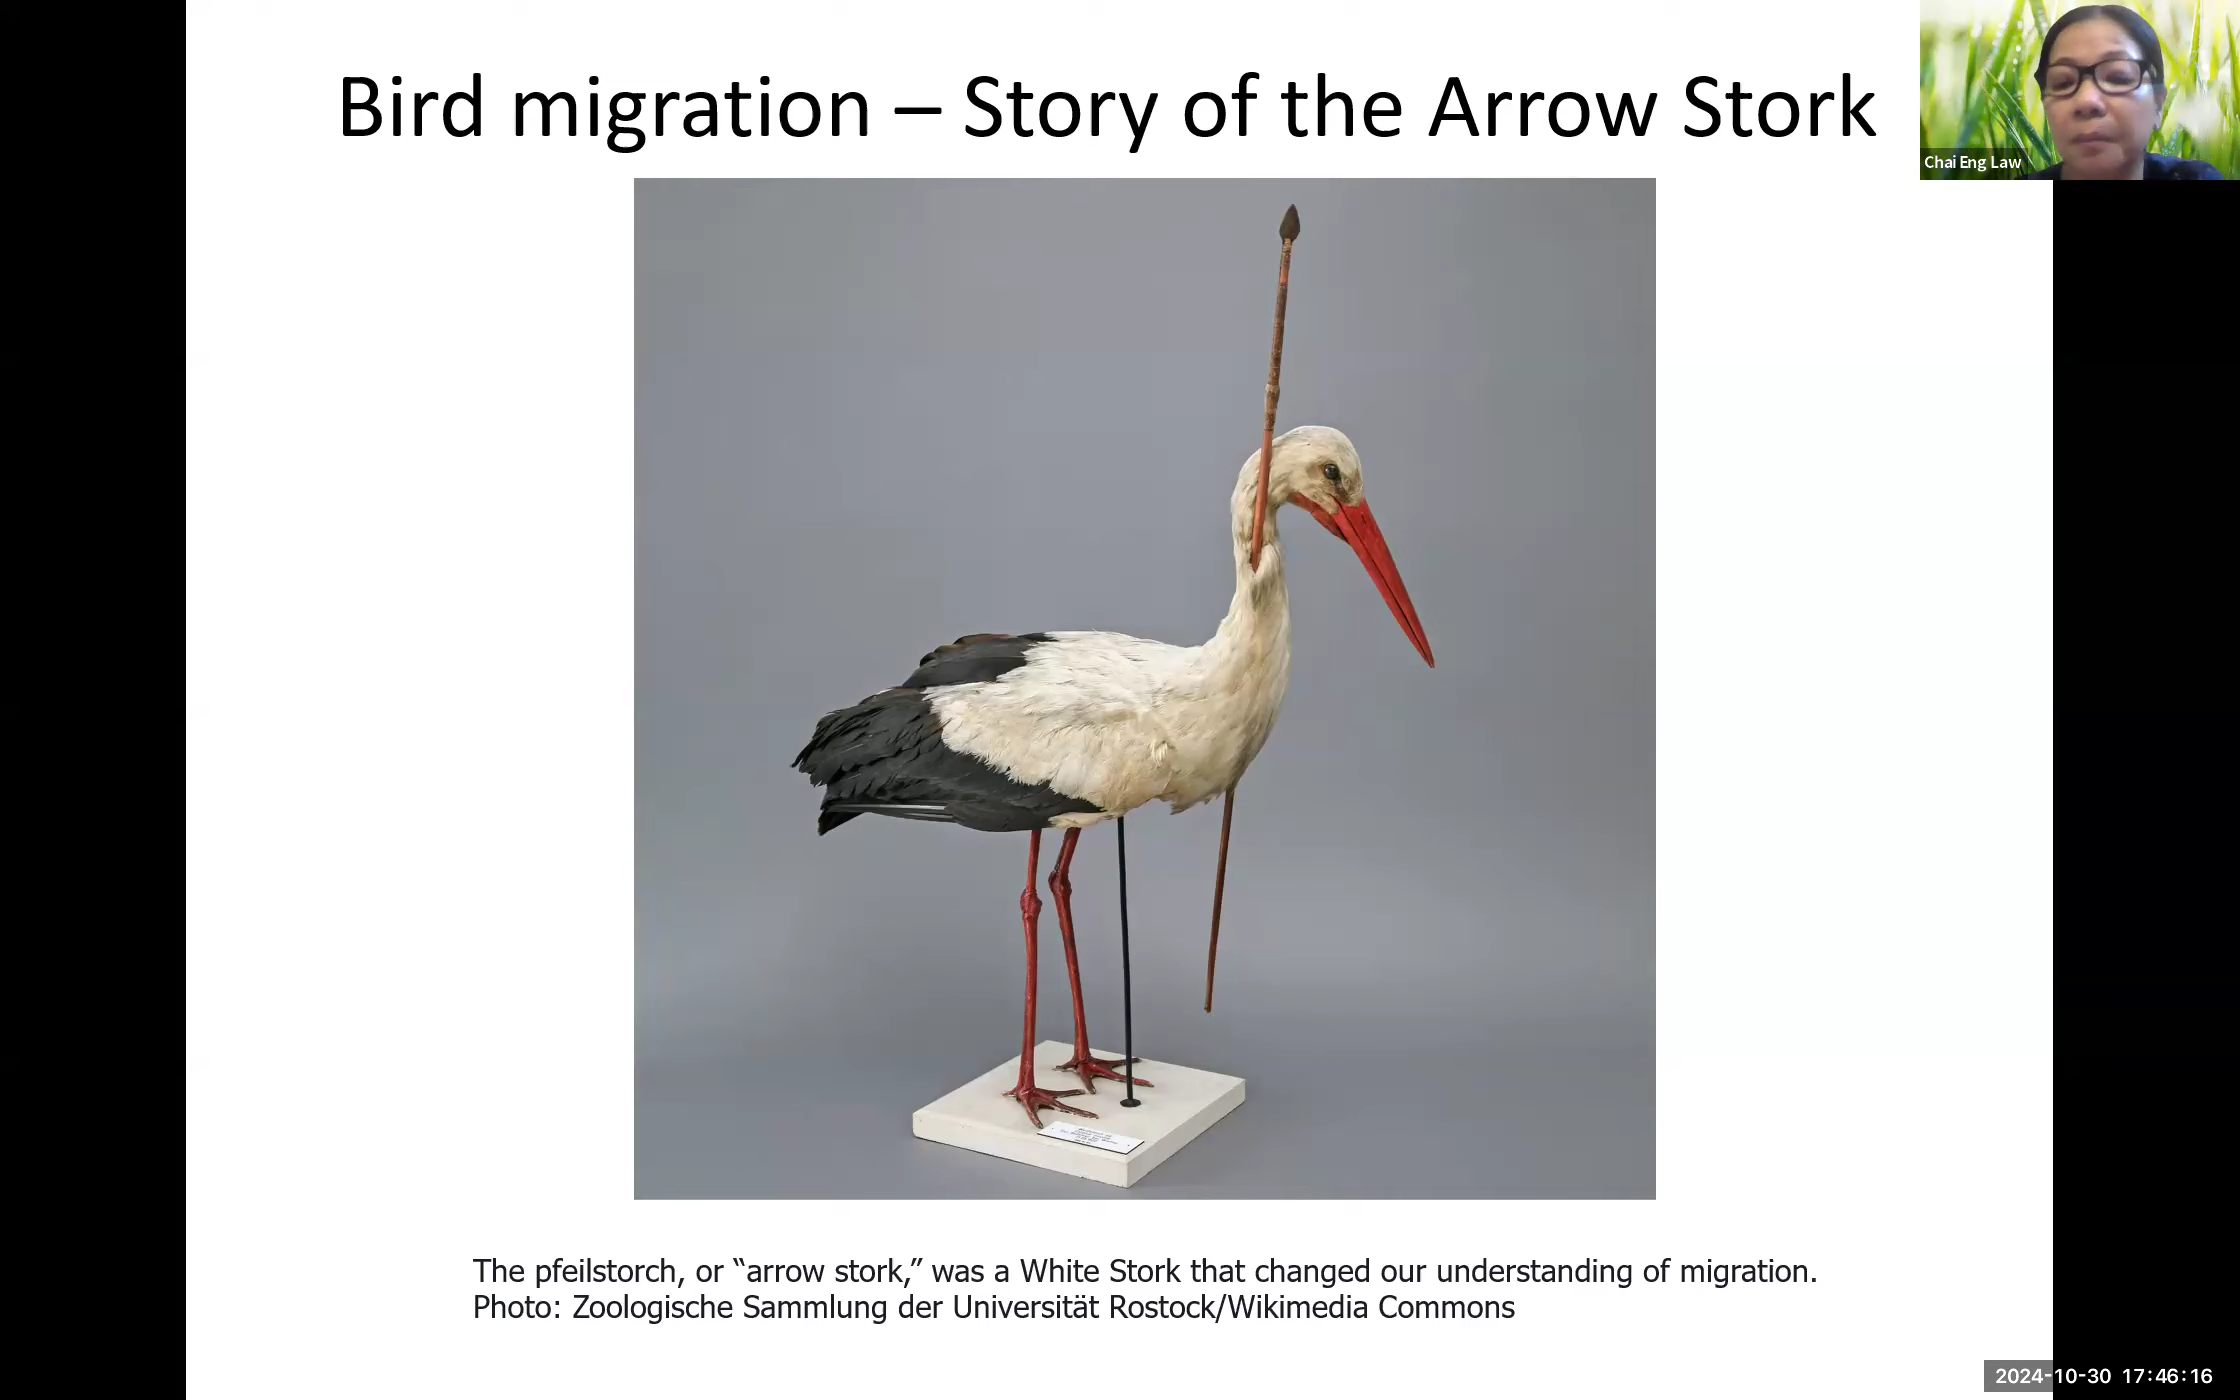 Bird migration – Story of the Arrow Stork
Chai Eng Law
The pfeilstorch, or “arrow stork,” was a White Stork that changed our understanding of migration.
Photo: Zoologische Sammlung der Universität Rostock/Wikimedia Commons
2024-10-30 17:46:16